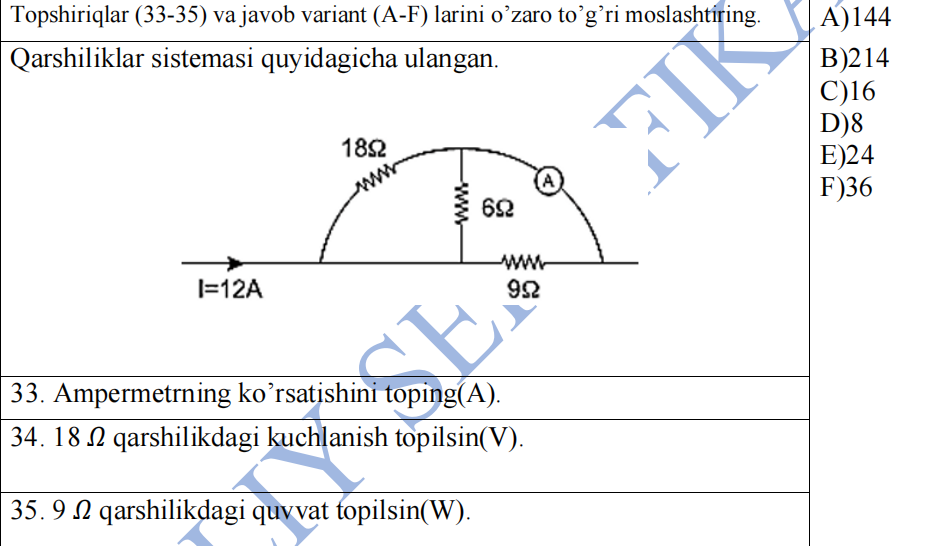 Topshiriqlar (33-35) va javob variant (A-F) larini o’zaro to’g’ri moslashtiring.
Qarshiliklar sistemasi quyidagicha ulangan.
18Ω
A
6Ω
I=12A
9Ω
33. Ampermetrning ko’rsatishini toping(A).
34. 18 Ω qarshilikdagi kuchlanish topilsin(V).
35. 9 Ω qarshilikdagi quvvat topilsin(W).
A)144
B)214
C)16
D)8
E)24
F)36